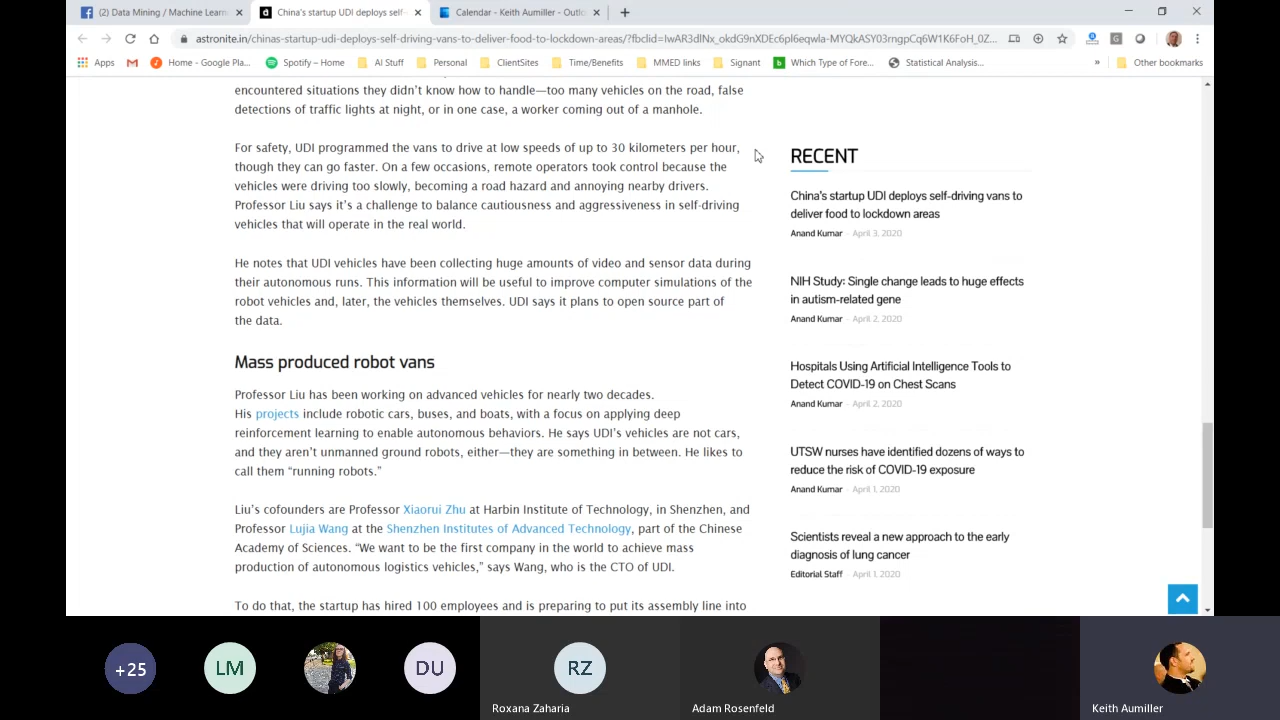 (2) Data Mining / Machine Learn
China's startup UDI deploys self-
Calendar - Keith Aumiller - Outlo
astronite.in/chinas-startup-udi-deploys-self-driving-vans-to-deliver-food-to-lockdown-areas/?fbclid=IwAR3dlNx_okdG9nXDEc6pl6eqwla-MYQkASY03rngpCq6W1K6FoH_0Z...
Apps
Home - Google Pla...
Spotify – Home
AI Stuff
Personal
ClientSites
Time/Benefits
MMED links
Signant
Which Type of Fore...
Statistical Analysis...
»
Other bookmarks
encountered situations they didn't know how to handle—too many vehicles on the road, false
detections of traffic lights at night, or in one case, a worker coming out of a manhole.
For safety, UDI programmed the vans to drive at low speeds of up to 30 kilometers per hour,
though they can go faster. On a few occasions, remote operators took control because the
vehicles were driving too slowly, becoming a road hazard and annoying nearby drivers.
Professor Liu says it's a challenge to balance cautiousness and aggressiveness in self-driving
vehicles that will operate in the real world.
He notes that UDI vehicles have been collecting huge amounts of video and sensor data during
their autonomous runs. This information will be useful to improve computer simulations of the
robot vehicles and, later, the vehicles themselves. UDI says it plans to open source part of
the data.
Mass produced robot vans
Professor Liu has been working on advanced vehicles for nearly two decades.
His projects include robotic cars, buses, and boats, with a focus on applying deep
reinforcement learning to enable autonomous behaviors. He says UDI's vehicles are not cars,
and they aren't unmanned ground robots, either—they are something in between. He likes to
call them “running robots.”
Liu's cofounders are Professor Xiaorui Zhu at Harbin Institute of Technology, in Shenzhen, and
Professor Lujia Wang at the Shenzhen Institutes of Advanced Technology, part of the Chinese
Academy of Sciences. “We want to be the first company in the world to achieve mass
production of autonomous logistics vehicles,” says Wang, who is the CTO of UDI.
To do that, the startup has hired 100 employees and is preparing to put its assembly line into
RECENT
China's startup UDI deploys self-driving vans to
deliver food to lockdown areas
Anand Kumar - April 3, 2020
NIH Study: Single change leads to huge effects
in autism-related gene
Anand Kumar - April 2, 2020
Hospitals Using Artificial Intelligence Tools to
Detect COVID-19 on Chest Scans
Anand Kumar - April 2, 2020
UTSW nurses have identified dozens of ways to
reduce the risk of COVID-19 exposure
Anand Kumar - April 1, 2020
Scientists reveal a new approach to the early
diagnosis of lung cancer
Editorial Staff - April 1, 2020
+25
LM
DU
RZ
Roxana Zaharia
Adam Rosenfeld
Keith Aumiller